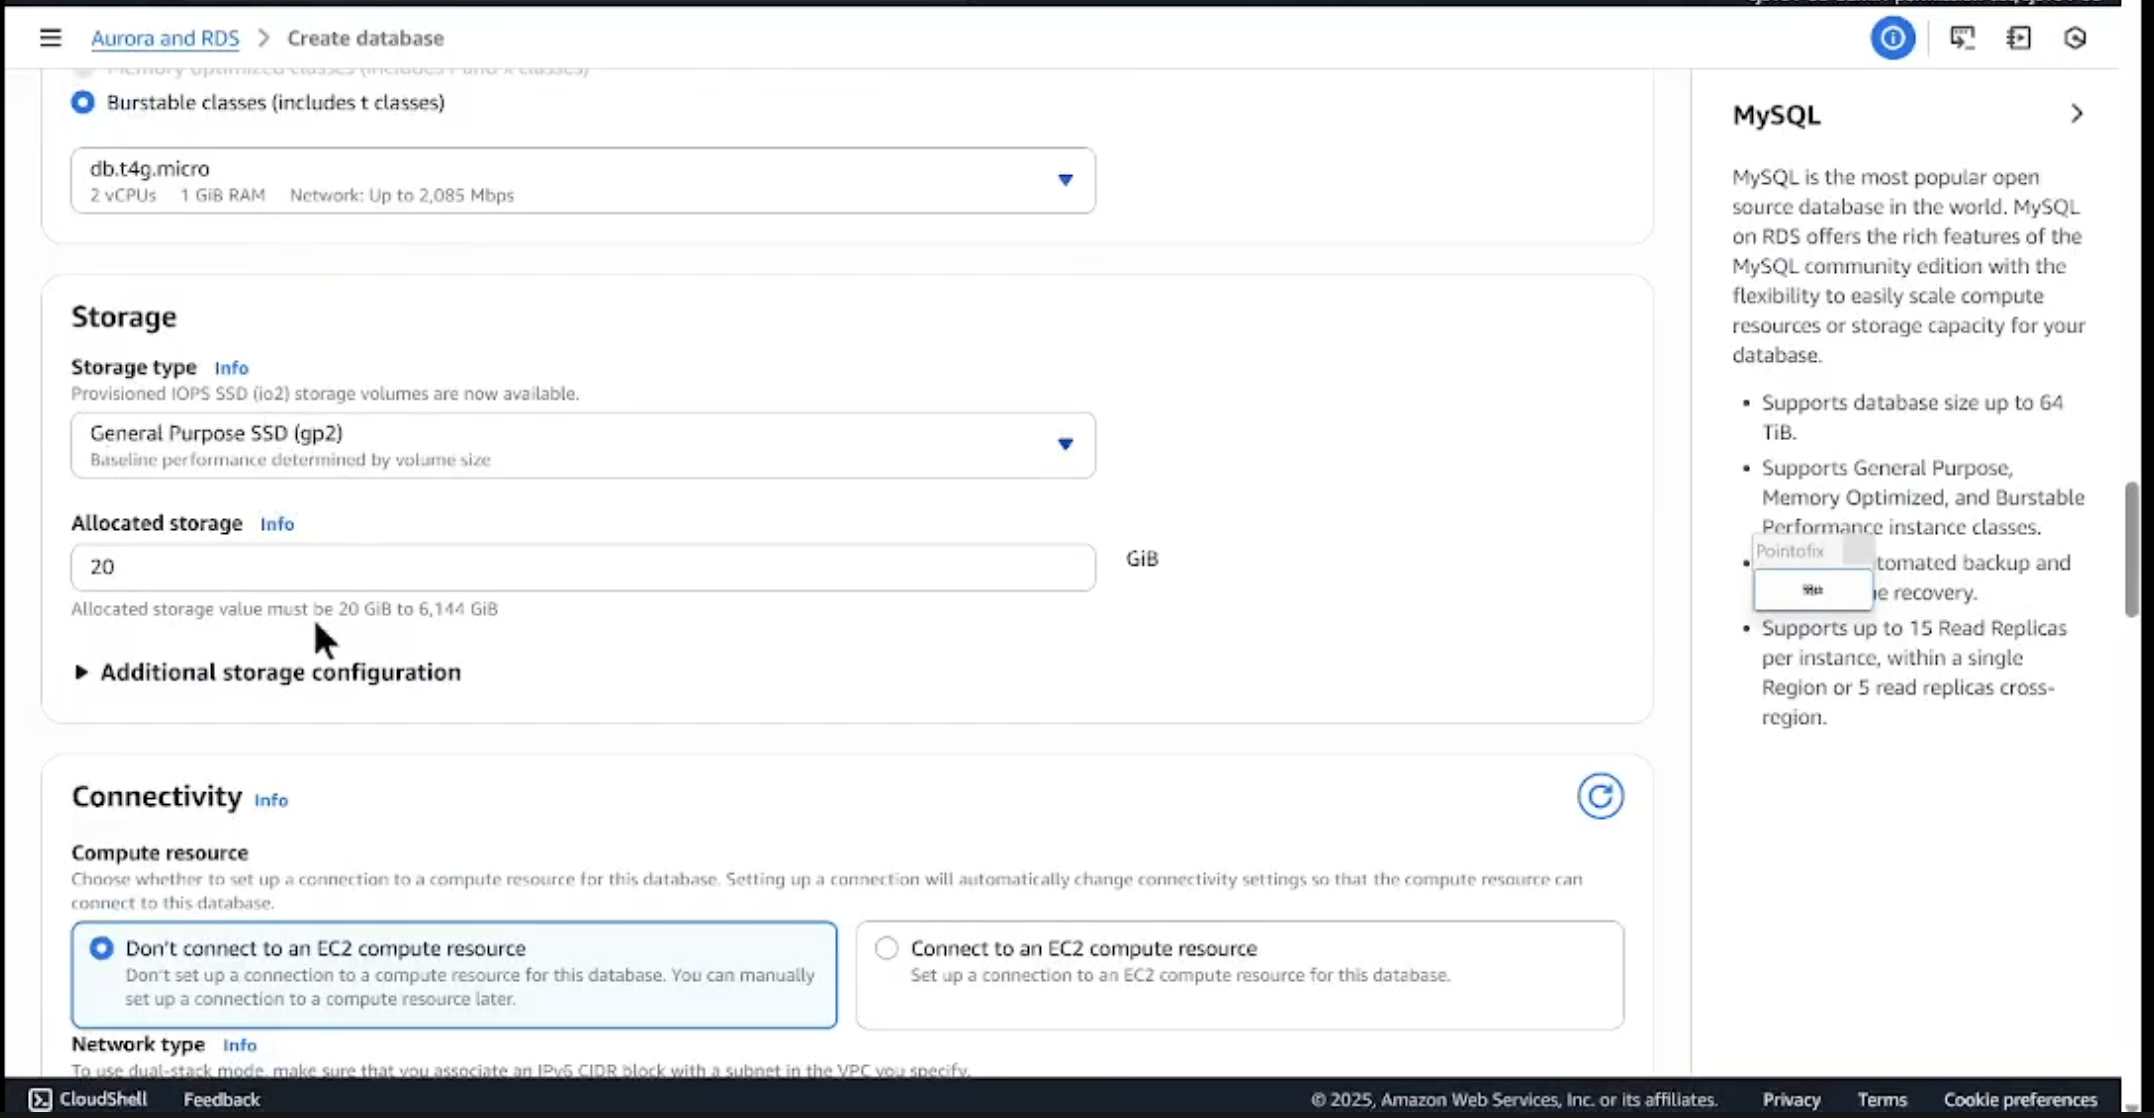 Aurora and RDS > Create database
Memory optimized classes (includes r and x classes)
Burstable classes (includes t classes)
db.t4g.micro
2 vCPUs 1 GiB RAM Network: Up to 2,085 Mbps
Storage
Storage type Info
Provisioned IOPS SSD (io2) storage volumes are now available.
General Purpose SSD (gp2)
Baseline performance determined by volume size
Allocated storage Info
20 GiB
Allocated storage value must be 20 GiB to 6,144 GiB
Additional storage configuration
Connectivity Info
Compute resource
Choose whether to set up a connection to a compute resource for this database. Setting up a connection will automatically change connectivity settings so that the compute resource can
connect to this database.
Don't connect to an EC2 compute resource
Don't set up a connection to a compute resource for this database. You can manually
set up a connection to a compute resource later.
Connect to an EC2 compute resource
Set up a connection to an EC2 compute resource for this database.
Network type Info
To use dual-stack mode, make sure that you associate an IPv6 CIDR block with a subnet in the VPC you specify.
MySQL
MySQL is the most popular open
source database in the world. MySQL
on RDS offers the rich features of the
MySQL community edition with the
flexibility to easily scale compute
resources or storage capacity for your
database.
• Supports database size up to 64
TiB.
• Supports General Purpose,
Memory Optimized, and Burstable
Performance instance classes.
Pointofix
• tomated backup and
e recovery.
• Supports up to 15 Read Replicas
per instance, within a single
Region or 5 read replicas cross-
region.
CloudShell Feedback © 2025, Amazon Web Services, Inc. or its affiliates. Privacy Terms Cookie preferences